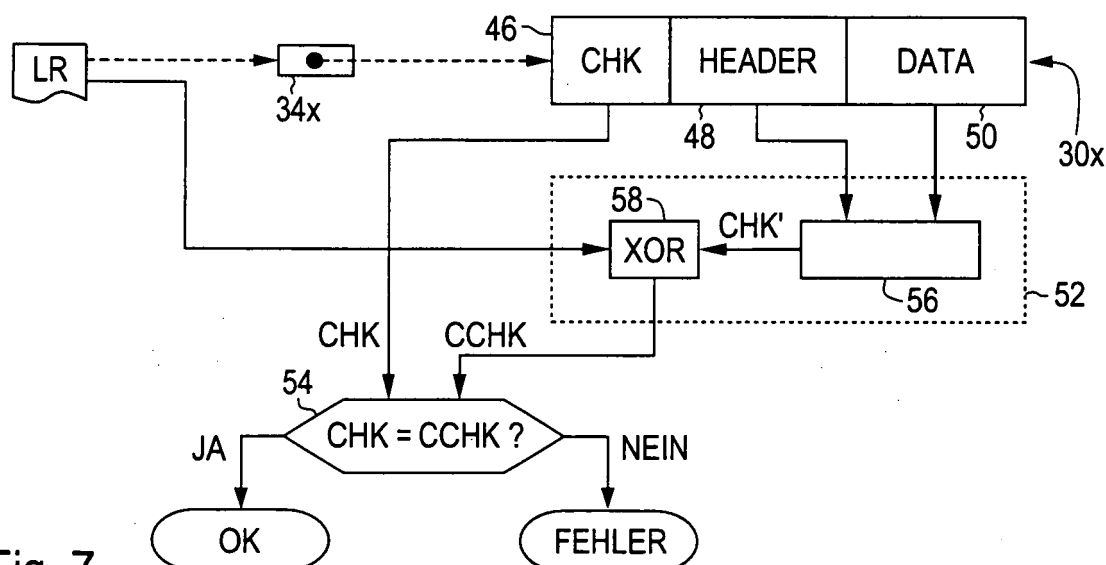 46
LR
CHK HEADER DATA
34x
48
50
30x
58
XOR
CHK'
56
52
CHK
CCHK
54
CHK = CCHK ?
JA
NEIN
OK
FEHLER
Fig. 7